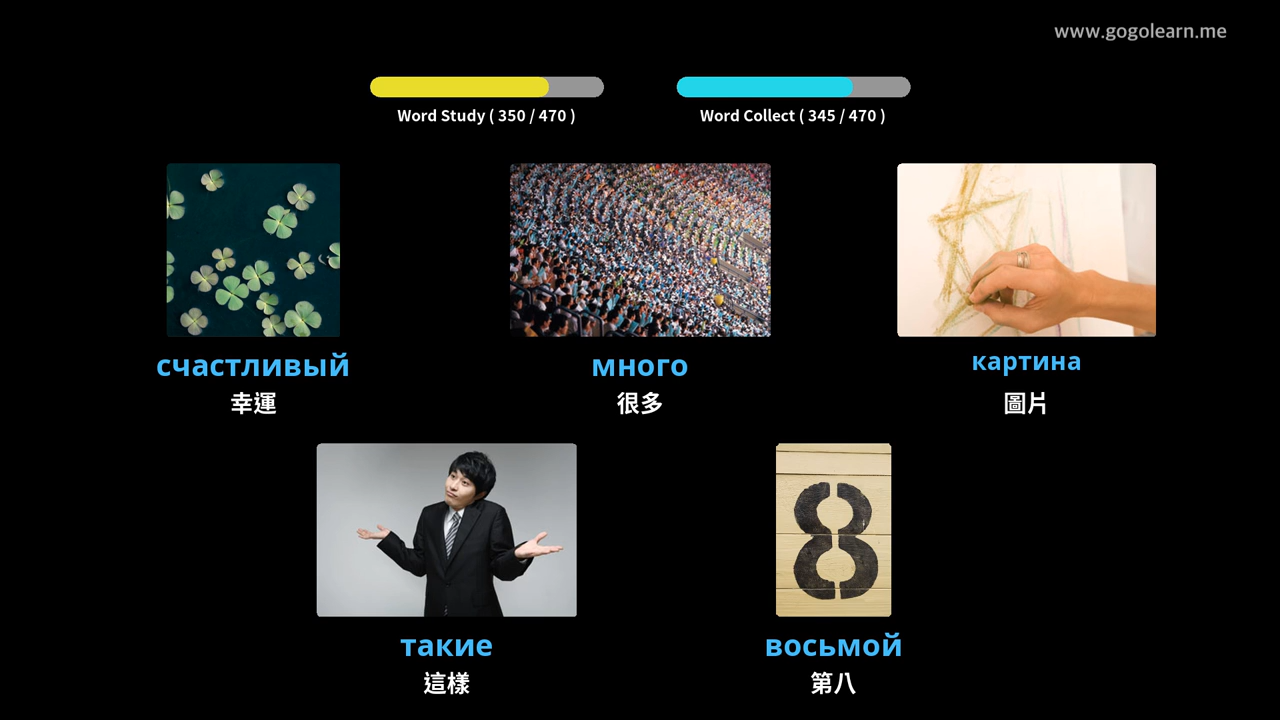 www.gogolearn.me
Word Study ( 350 / 470 )
Word Collect ( 345 / 470 )
счастливый
幸運
много
很多
картина
圖片
такие
這樣
8
восьмой
第八